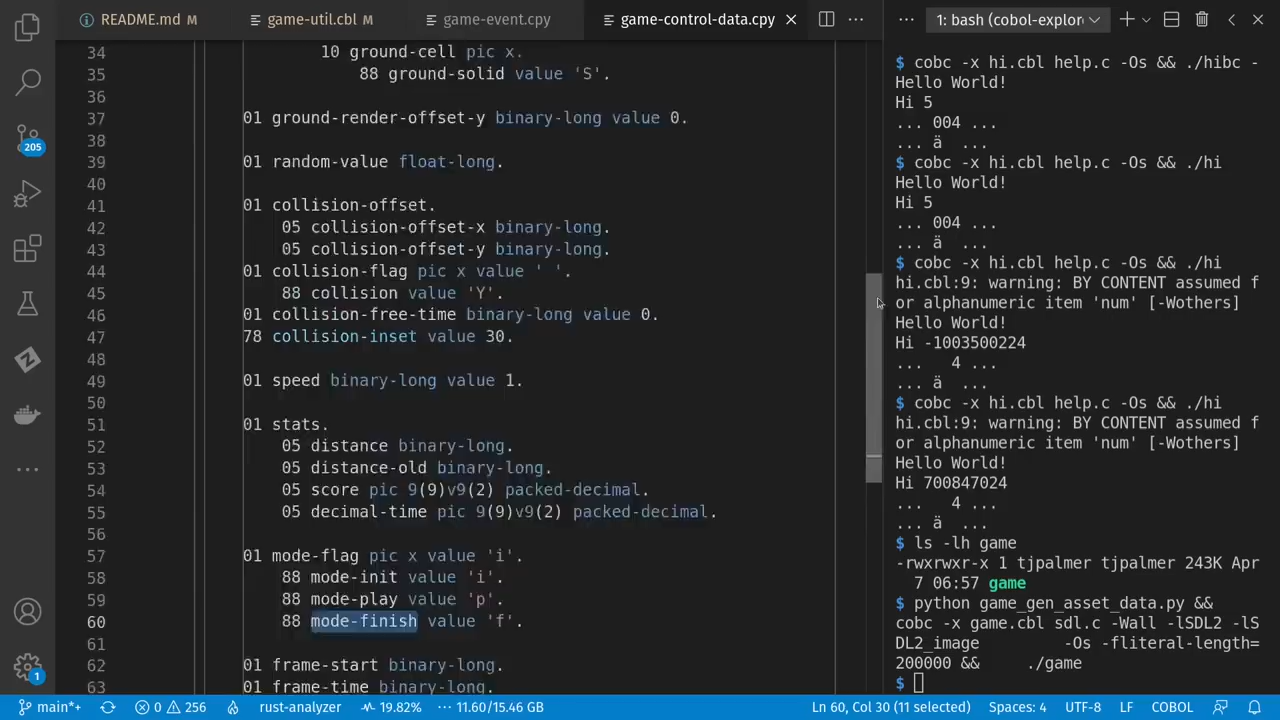 README.md M
game-util.cbl M
game-event.cpy
game-control-data.cpy
1: bash (cobol-explor
34 10 ground-cell pic x.
35 88 ground-solid value 'S'.
36
37 01 ground-render-offset-y binary-long value 0.
38
39 01 random-value float-long.
40
41 01 collision-offset.
42 05 collision-offset-x binary-long.
43 05 collision-offset-y binary-long.
44 01 collision-flag pic x value ' '.
45 88 collision value 'Y'.
46 01 collision-free-time binary-long value 0.
47 78 collision-inset value 30.
48
49 01 speed binary-long value 1.
50
51 01 stats.
52 05 distance binary-long.
53 05 distance-old binary-long.
54 05 score pic 9(9)v9(2) packed-decimal.
55 05 decimal-time pic 9(9)v9(2) packed-decimal.
56
57 01 mode-flag pic x value 'i'.
58 88 mode-init value 'i'.
59 88 mode-play value 'p'.
60 88 mode-finish value 'f'.
61
62 01 frame-start binary-long.
63 01 frame-time binary-long.
$ cobc -x hi.cbl help.c -Os && ./hibc -
Hello World!
Hi 5
... 004 ...
... ä  ...
$ cobc -x hi.cbl help.c -Os && ./hi
Hello World!
Hi 5
... 004 ...
... ä  ...
$ cobc -x hi.cbl help.c -Os && ./hi
hi.cbl:9: warning: BY CONTENT assumed f
or alphanumeric item 'num' [-Wothers]
Hello World!
Hi -1003500224
...   4 ...
... ä  ...
$ cobc -x hi.cbl help.c -Os && ./hi
hi.cbl:9: warning: BY CONTENT assumed f
or alphanumeric item 'num' [-Wothers]
Hello World!
Hi 700847024
...   4 ...
... ä  ...
$ ls -lh game
-rwxrwxr-x 1 tjpalmer tjpalmer 243K Apr
  7 06:57 game
$ python game_gen_asset_data.py &&
cobc -x game.cbl sdl.c -Wall -lSDL2 -lS
DL2_image      -Os -fliteral-length=
200000 &&     ./game
$
205
1
main*+
0 256
rust-analyzer
19.82%
11.60/15.46 GB
Ln 60, Col 30 (11 selected)
Spaces: 4
UTF-8
LF
COBOL